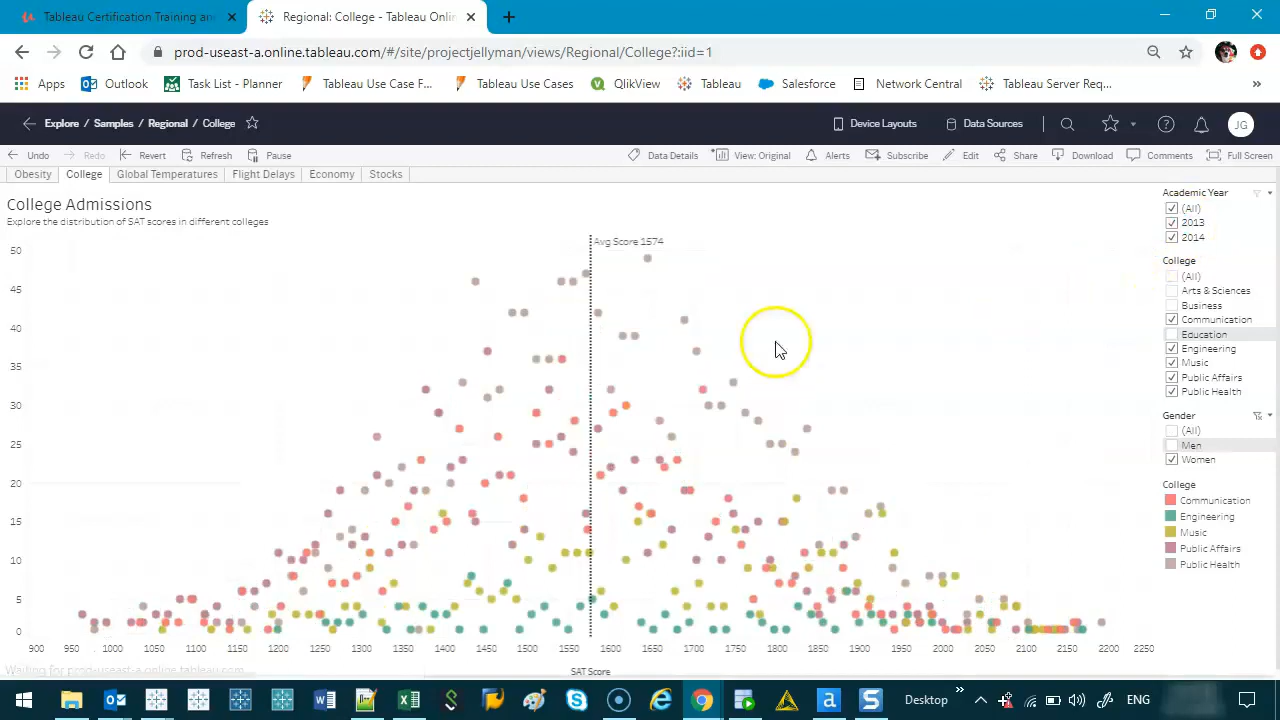 Tableau Certification Training an
Regional: College - Tableau Onlin
prod-useast-a.online.tableau.com/#/site/projectjellyman/views/Regional/College?:iid=1
Apps Outlook Task List - Planner Tableau Use Case F... Tableau Use Cases QlikView Tableau Salesforce Network Central Tableau Server Req... »
Explore / Samples / Regional / College
Device Layouts Data Sources JG
Undo Redo Revert Refresh Pause Data Details View: Original Alerts Subscribe Edit Share Download Comments Full Screen
Obesity College Global Temperatures Flight Delays Economy Stocks
College Admissions
Explore the distribution of SAT scores in different colleges
Avg Score 1574
50
45
40
35
30
25
20
15
10
5
0
900 950 1000 1050 1100 1150 1200 1250 1300 1350 1400 1450 1500 1550 1600 1650 1700 1750 1800 1850 1900 1950 2000 2050 2100 2150 2200 2250
SAT Score
Waiting for prod-useast-a.online.tableau.com...
Academic Year
(All)
2013
2014
College
(All)
Arts & Sciences
Business
Communication
Education
Engineering
Music
Public Affairs
Public Health
Gender
(All)
Men
Women
College
Communication
Engineering
Music
Public Affairs
Public Health
Desktop » ENG